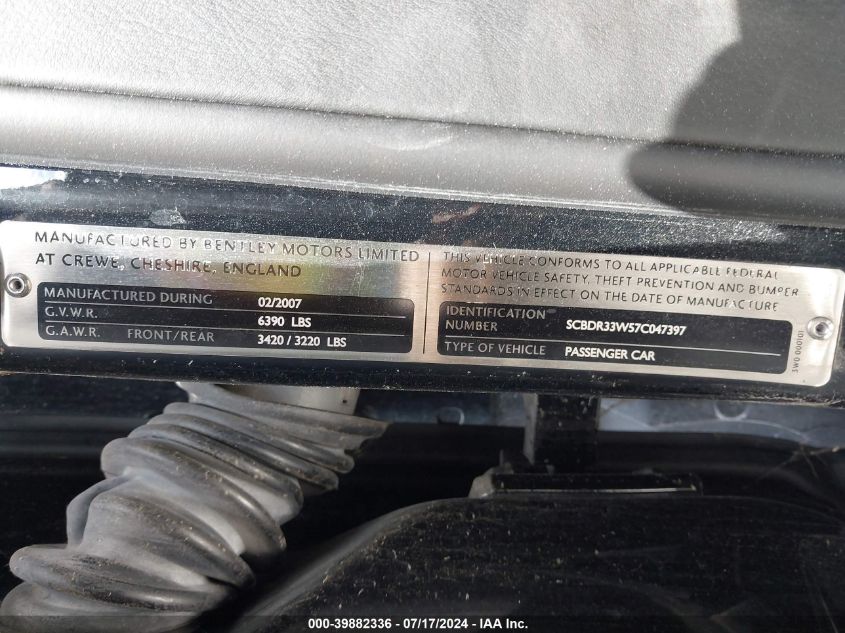 MANUFACTURED BY BENTLEY MOTORS LIMITED
AT CREWE, CHESHIRE, ENGLAND
MANUFACTURED DURING 02/2007
G.V.W.R. 6390 LBS
G.A.W.R. FRONT/REAR 3420 / 3220 LBS
THIS VEHICLE CONFORMS TO ALL APPLICABLE FEDERAL
MOTOR VEHICLE SAFETY, THEFT PREVENTION AND BUMPER
STANDARDS IN EFFECT ON THE DATE OF MANUFACTURE
IDENTIFICATION
NUMBER SCBDR33W57C047397
TYPE OF VEHICLE PASSENGER CAR
3W0 000101
000-39882336 - 07/17/2024 - IAA Inc.